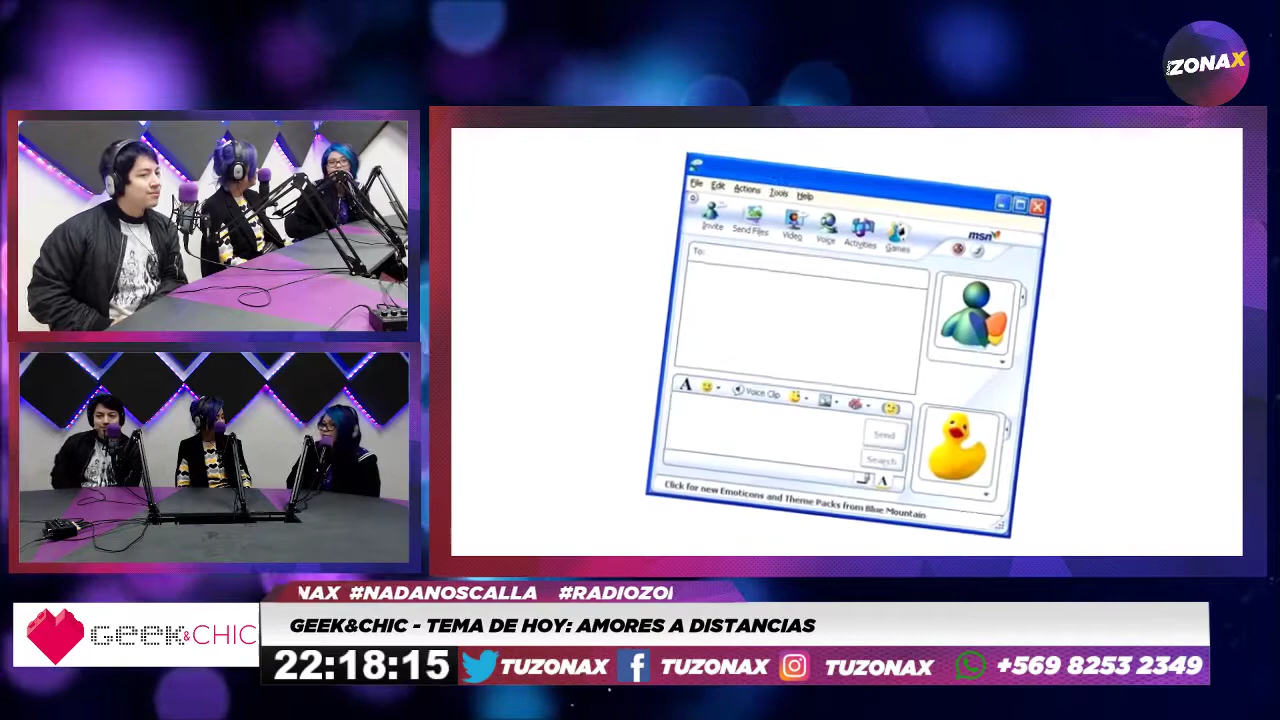 ZONAX
File Edit Actions Tools Help
Invite Send Files Video Voice Activities Games
msn
To:
A Voice Clip
Send
Search
A
Click for new Emoticons and Theme Packs from Blue Mountain
NAX #NADANOSCALLA #RADIOZO
GEEK&CHIC
GEEK&CHIC - TEMA DE HOY: AMORES A DISTANCIAS
22:18:15 TUZONAX TUZONAX TUZONAX +569 8253 2349